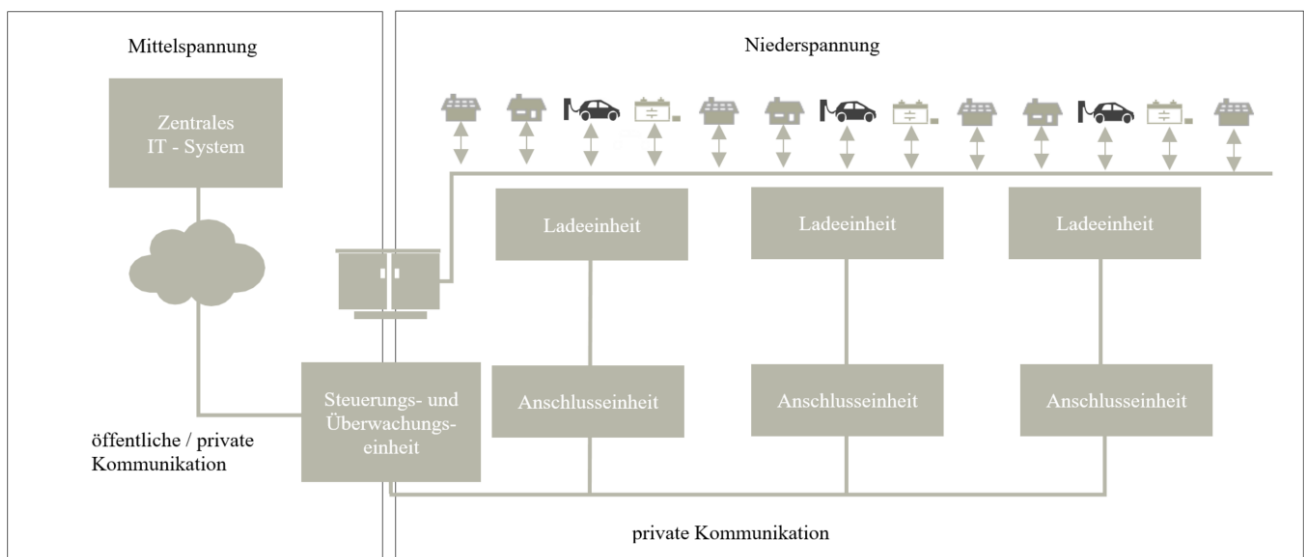 Mittelspannung
Niederspannung
Zentrales
IT - System
Ladeeinheit
Ladeeinheit
Ladeeinheit
Steuerungs- und
Überwachungs-
einheit
Anschlusseinheit
Anschlusseinheit
Anschlusseinheit
öffentliche / private
Kommunikation
private Kommunikation